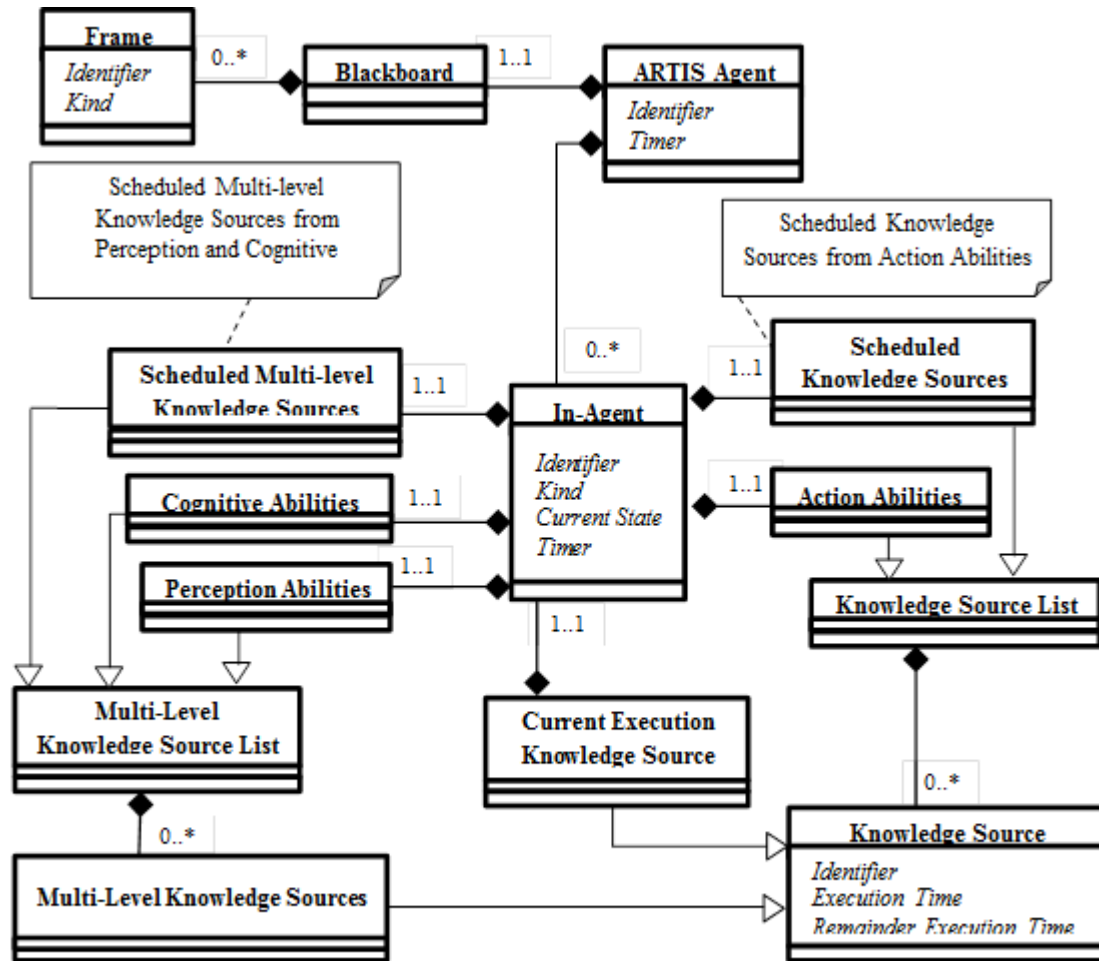 Frame
Identifier
Kind
0..*
Blackboard
1..1
ARTIS Agent
Identifier
Timer
Scheduled Multi-level
Knowledge Sources from
Perception and Cognitive
Scheduled Knowledge
Sources from Action Abilities
0..*
Scheduled Multi-level
Knowledge Sources
1..1
In-Agent
Identifier
Kind
Current State
Timer
1..1
Scheduled
Knowledge Sources
Cognitive Abilities
1..1
1..1
Action Abilities
Perception Abilities
1..1
Knowledge Source List
1..1
Multi-Level
Knowledge Source List
Current Execution
Knowledge Source
0..*
0..*
Multi-Level Knowledge Sources
Knowledge Source
Identifier
Execution Time
Remainder Execution Time